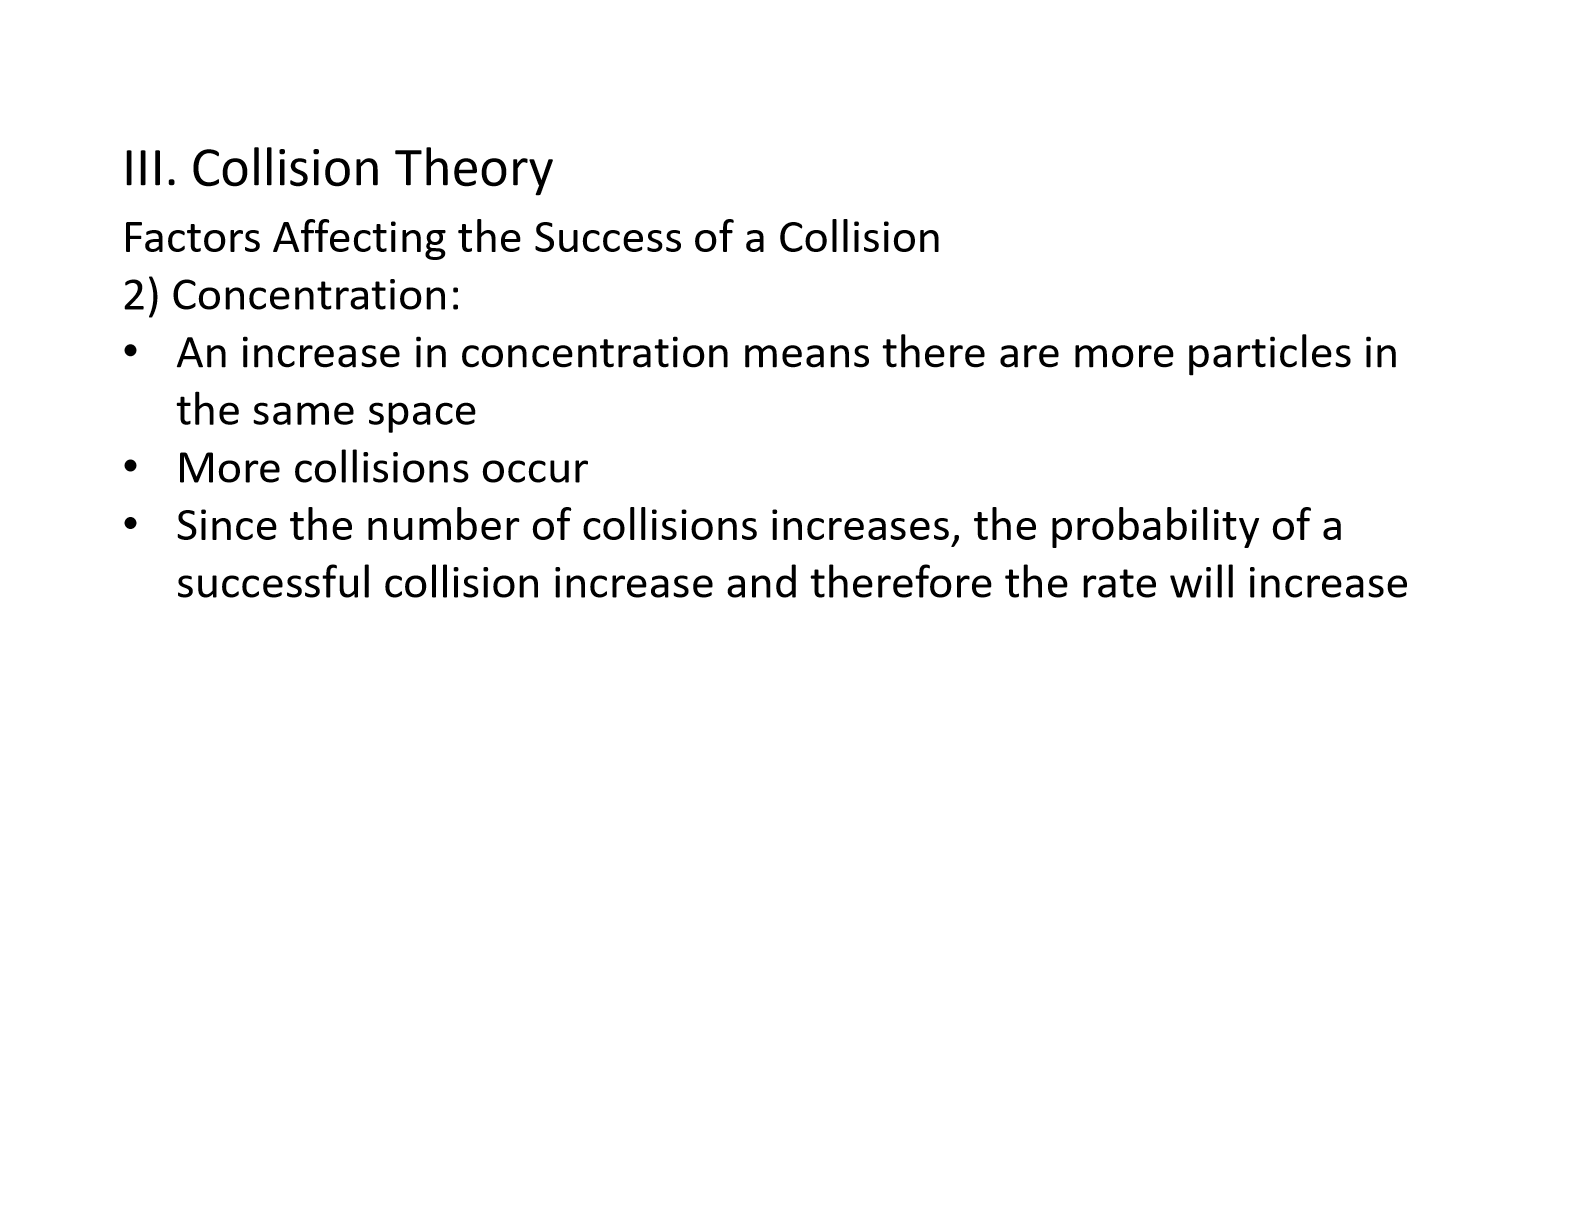 III. Collision Theory
Factors Affecting the Success of a Collision
2) Concentration:
• An increase in concentration means there are more particles in
the same space
• More collisions occur
• Since the number of collisions increases, the probability of a
successful collision increase and therefore the rate will increase